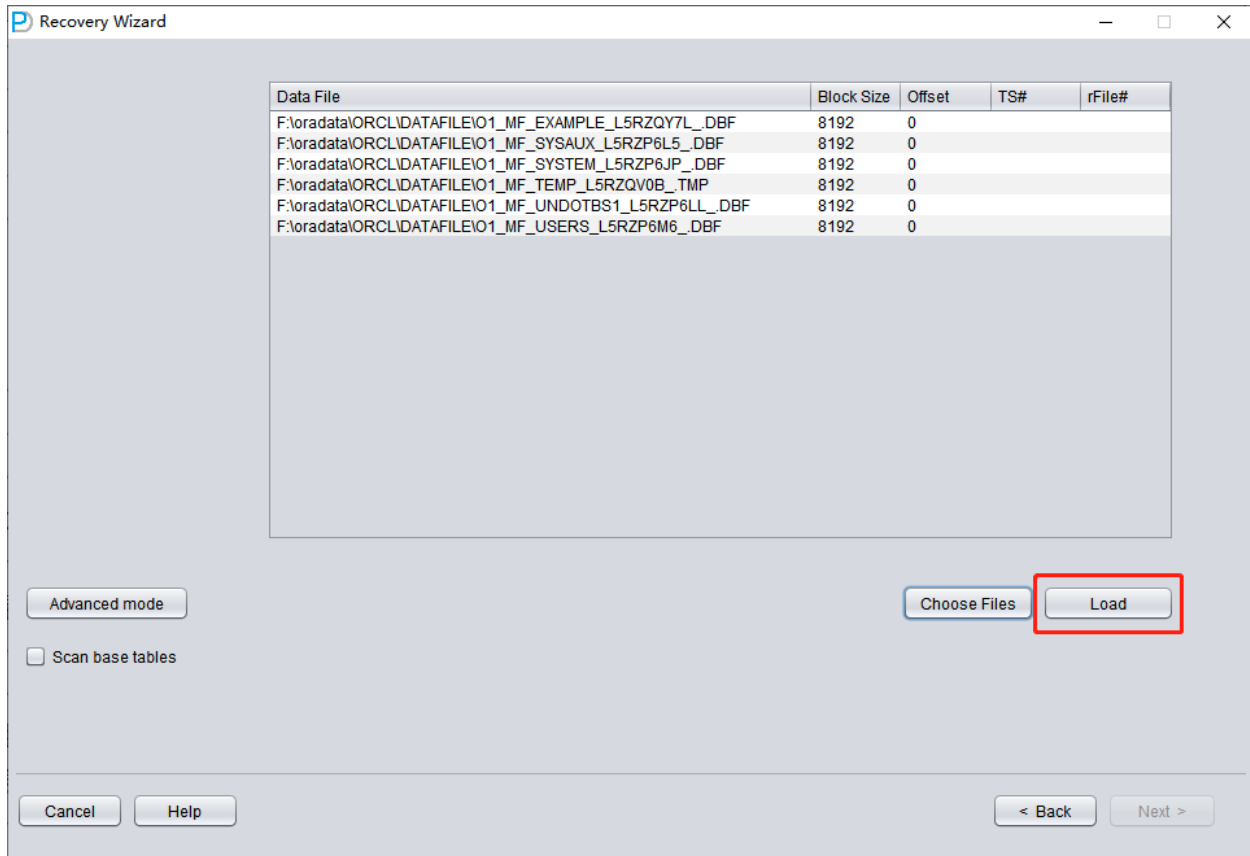 Recovery Wizard
Data File Block Size Offset TS# rFile#
F:\oradata\ORCL\DATAFILE\O1_MF_EXAMPLE_L5RZQY7L_.DBF 8192 0
F:\oradata\ORCL\DATAFILE\O1_MF_SYSAUX_L5RZP6L5_.DBF 8192 0
F:\oradata\ORCL\DATAFILE\O1_MF_SYSTEM_L5RZP6JP_.DBF 8192 0
F:\oradata\ORCL\DATAFILE\O1_MF_TEMP_L5RZQV0B_.TMP 8192 0
F:\oradata\ORCL\DATAFILE\O1_MF_UNDOTBS1_L5RZP6LL_.DBF 8192 0
F:\oradata\ORCL\DATAFILE\O1_MF_USERS_L5RZP6M6_.DBF 8192 0
Advanced mode Choose Files Load
Scan base tables
Cancel Help < Back Next >